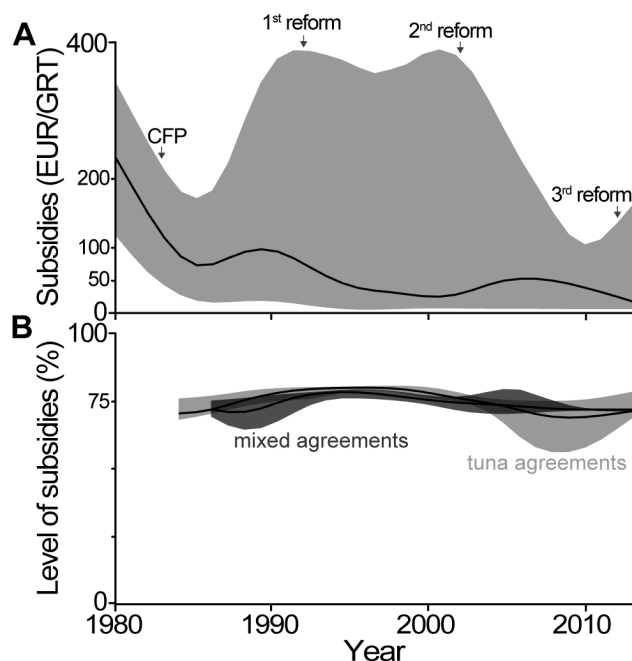 A
1st reform
2nd reform
400
CFP
200
3rd reform
100
50
0
Subsidies (EUR/GRT)
B
100
75
mixed agreements
tuna agreements
0
Level of subsidies (%)
1980
1990
2000
2010
Year